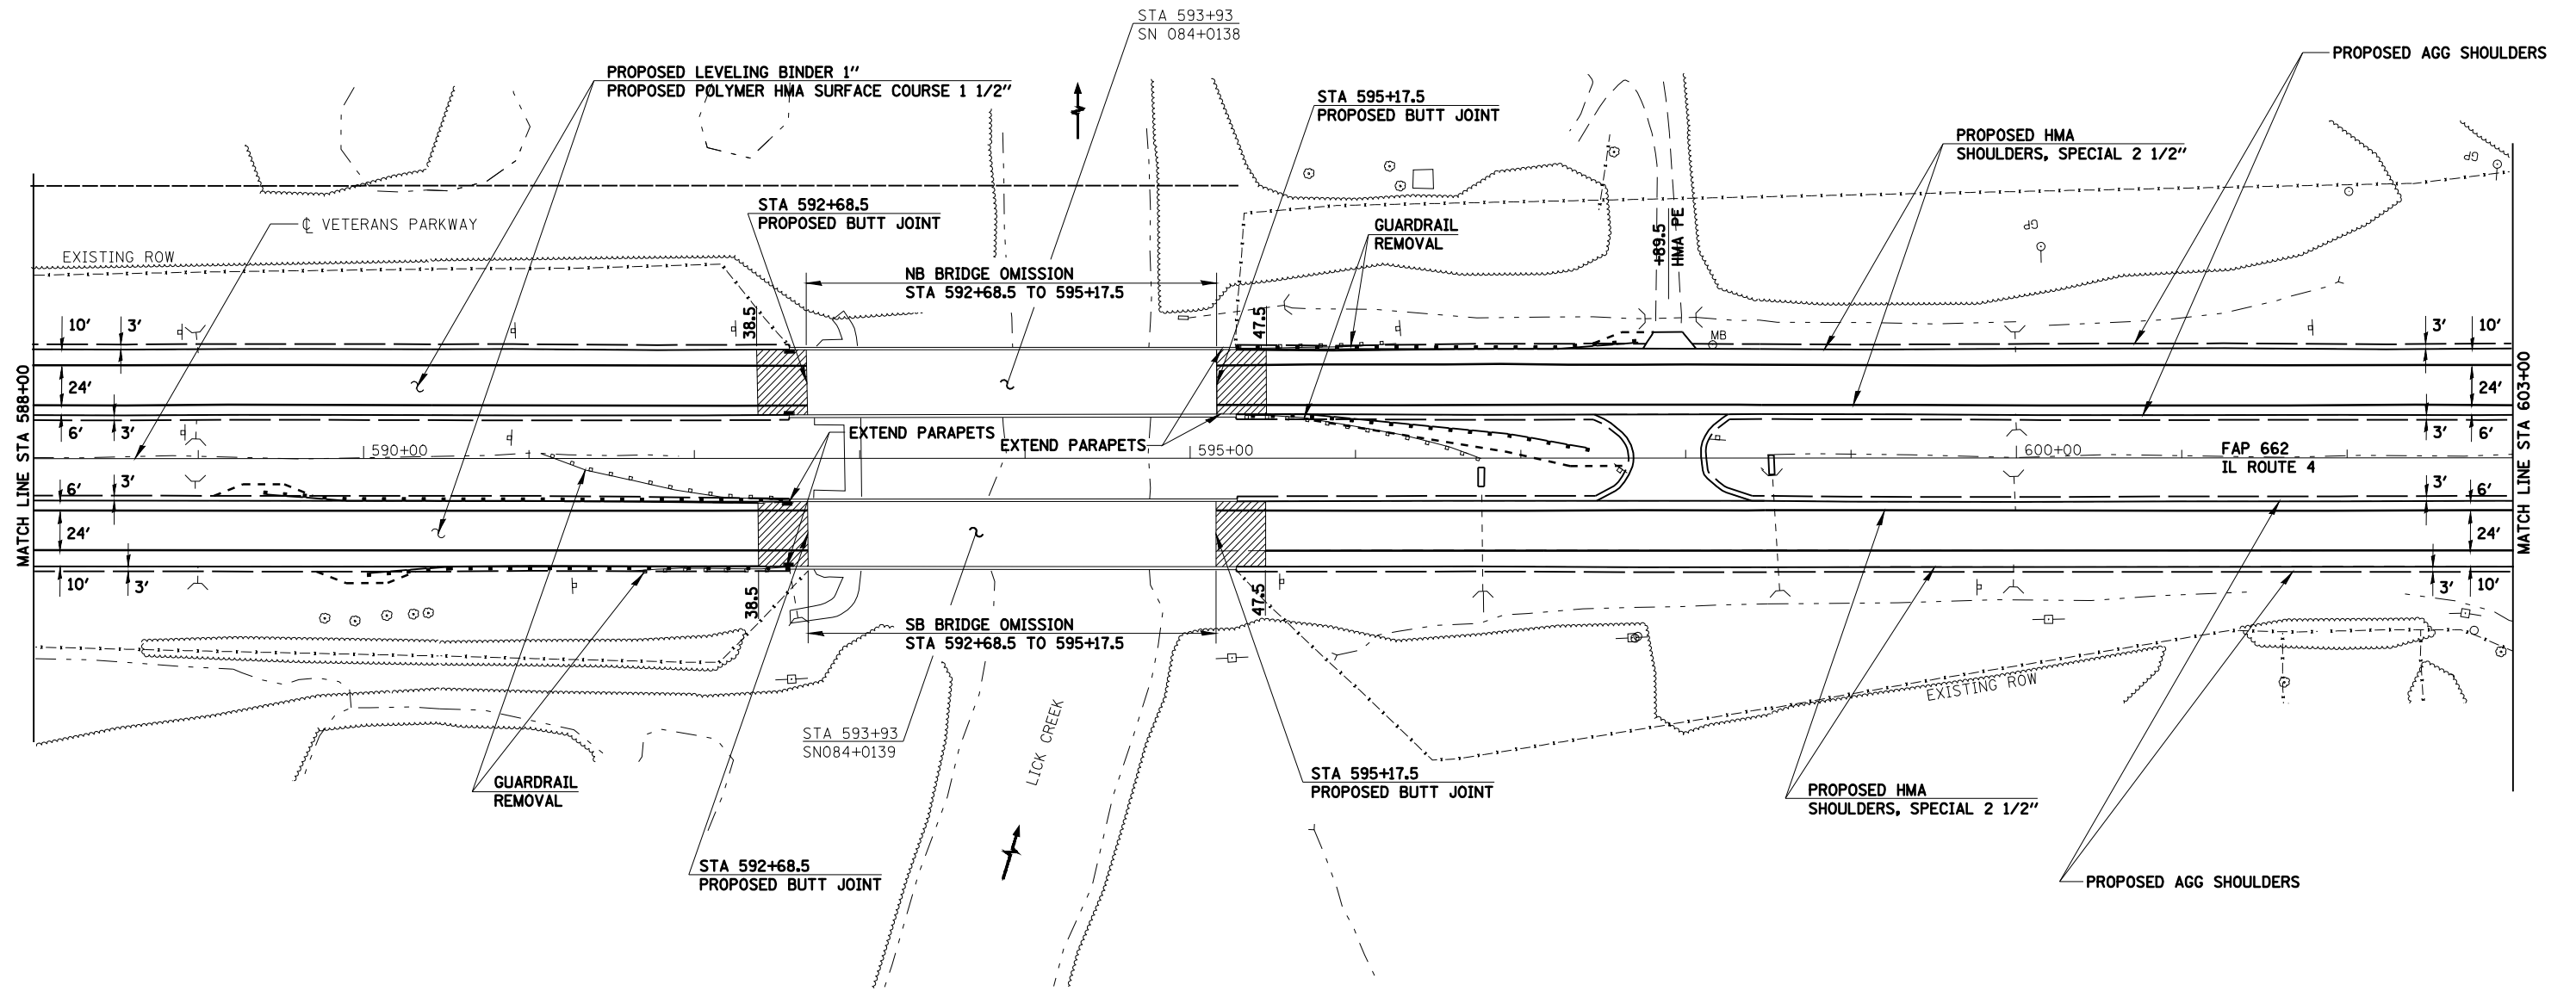 STA 593+93
SN 084+0138
PROPOSED AGG SHOULDERS
PROPOSED LEVELING BINDER 1"
PROPOSED POLYMER HMA SURFACE COURSE 1 1/2"
STA 595+17.5
PROPOSED BUTT JOINT
PROPOSED HMA
SHOULDERS, SPECIAL 2 1/2"
GP
STA 592+68.5
PROPOSED BUTT JOINT
℄ VETERANS PARKWAY
GUARDRAIL
REMOVAL
+89.5
HMA PE
GP
EXISTING ROW
NB BRIDGE OMISSION
STA 592+68.5 TO 595+17.5
10'
3'
38.5
47.5
MB
3'
10'
MATCH LINE STA 588+00
24'
24'
MATCH LINE STA 603+00
6'
3'
EXTEND PARAPETS
EXTEND PARAPETS
3'
6'
590+00
595+00
600+00
FAP 662
IL ROUTE 4
6'
3'
3'
6'
24'
24'
10'
3'
38.5
47.5
3'
10'
SB BRIDGE OMISSION
STA 592+68.5 TO 595+17.5
EXISTING ROW
STA 593+93
SN084+0139
LICK CREEK
GUARDRAIL
REMOVAL
STA 595+17.5
PROPOSED BUTT JOINT
PROPOSED HMA
SHOULDERS, SPECIAL 2 1/2"
STA 592+68.5
PROPOSED BUTT JOINT
PROPOSED AGG SHOULDERS